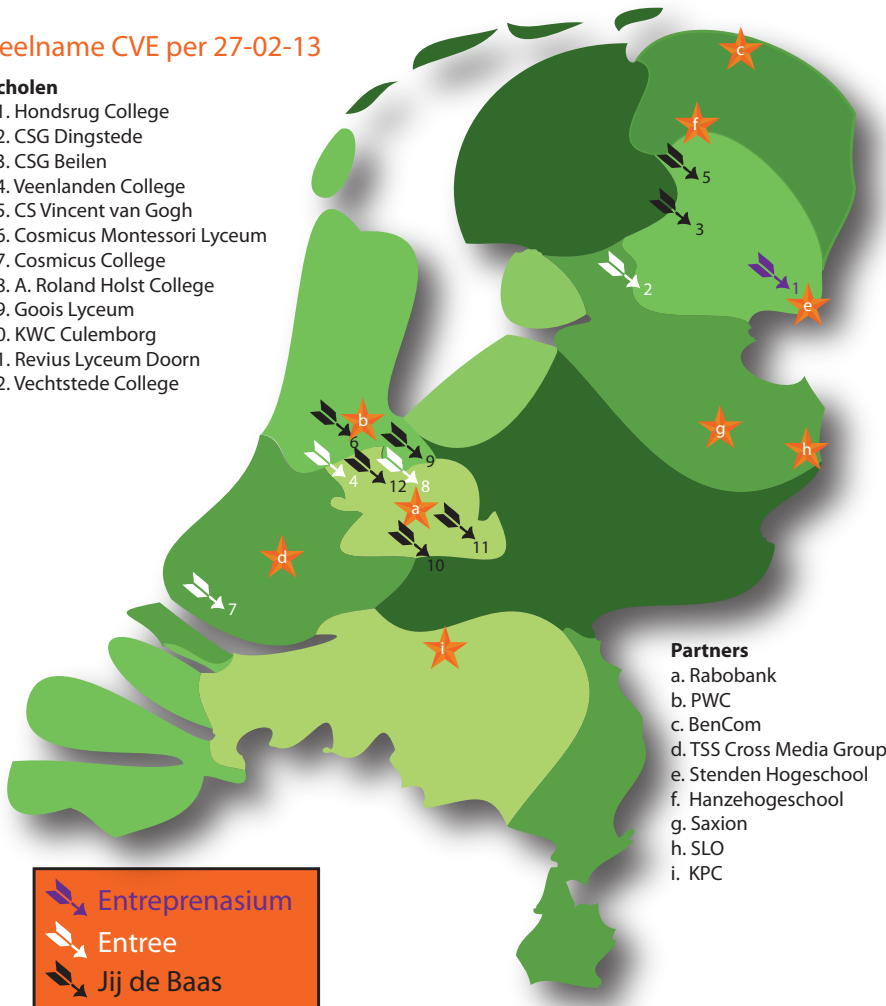 eelname CVE per 27-02-13
cholen
1. Hondsrug College
2. CSG Dingstede
3. CSG Beilen
4. Veenlanden College
5. CS Vincent van Gogh
6. Cosmicus Montessori Lyceum
7. Cosmicus College
8. A. Roland Holst College
9. Goois Lyceum
0. KWC Culemborg
1. Revius Lyceum Doorn
2. Vechtstede College
c
f
5
3
2
1
e
b
6
9
g
h
4
12
8
a
11
10
d
7
i
Partners
a. Rabobank
b. PWC
c. BenCom
d. TSS Cross Media Group
e. Stenden Hogeschool
f. Hanzehogeschool
g. Saxion
h. SLO
i. KPC
Entreprenasium
Entree
Jij de Baas